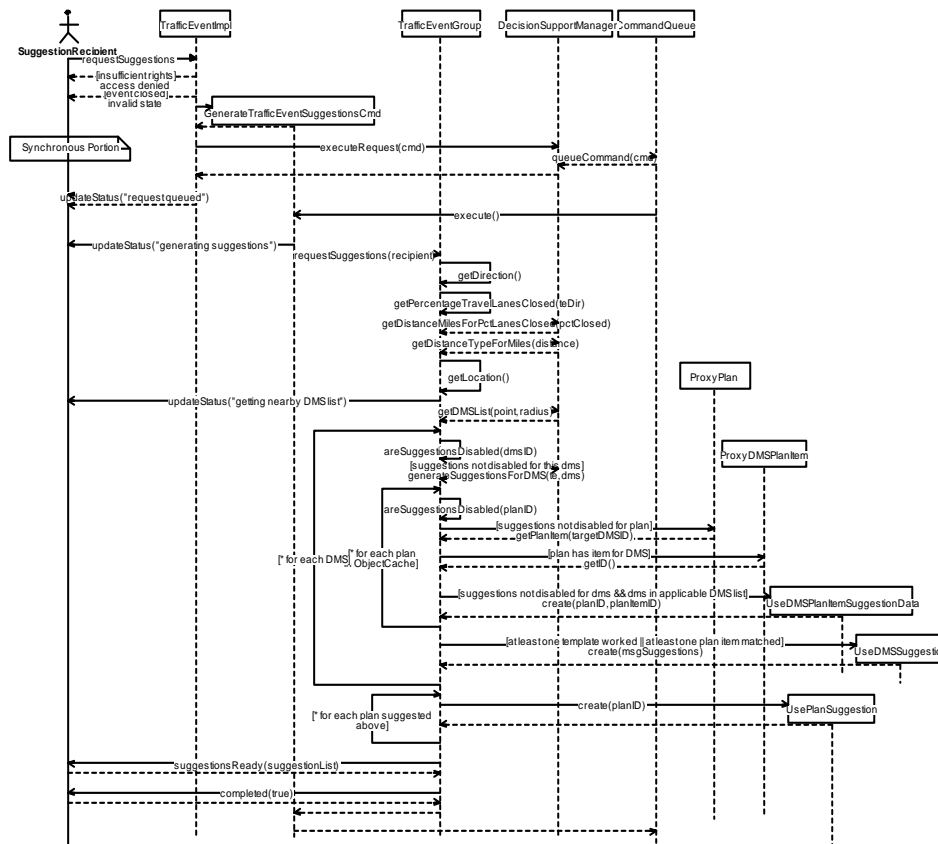 TrafficEventImpl
TrafficEventGroup
DecisionSupportManager
CommandQueue
SuggestionRecipient
requestSuggestions
[insufficient rights]
access denied
[event closed]
invalid state
GenerateTrafficEventSuggestionsCmd
Synchronous Portion
executeRequest(cmd)
queueCommand(cmd)
updateStatus("request queued")
execute()
updateStatus("generating suggestions")
requestSuggestions(recipient)
getDirection()
getPercentageTravelLanesClosed(teDir)
getDistanceMilesForPctLanesClosed(pctClosed)
getDistanceTypeForMiles(distance)
getLocation()
ProxyPlan
updateStatus("getting nearby DMS list")
getDMSList(point, radius)
areSuggestionsDisabled(dmsID)
ProxyDMSPlanItem
[suggestions not disabled for this dms]
generateSuggestionsForDMS(te, dms)
areSuggestionsDisabled(planID)
[suggestions not disabled for plan]
getPlanItem(targetDMSID)
[* for each DMS]
[* for each plan
ObjectCache]
[plan has item for DMS]
getID()
[suggestions not disabled for dms && dms in applicable DMS list]
create(planID, planItemID)
UseDMSPlanItemSuggestionData
[at least one template worked || at least one plan item matched]
create(msgSuggestions)
UseDMSSuggestion
[* for each plan suggested
above]
create(planID)
UsePlanSuggestion
suggestionsReady(suggestionList)
completed(true)